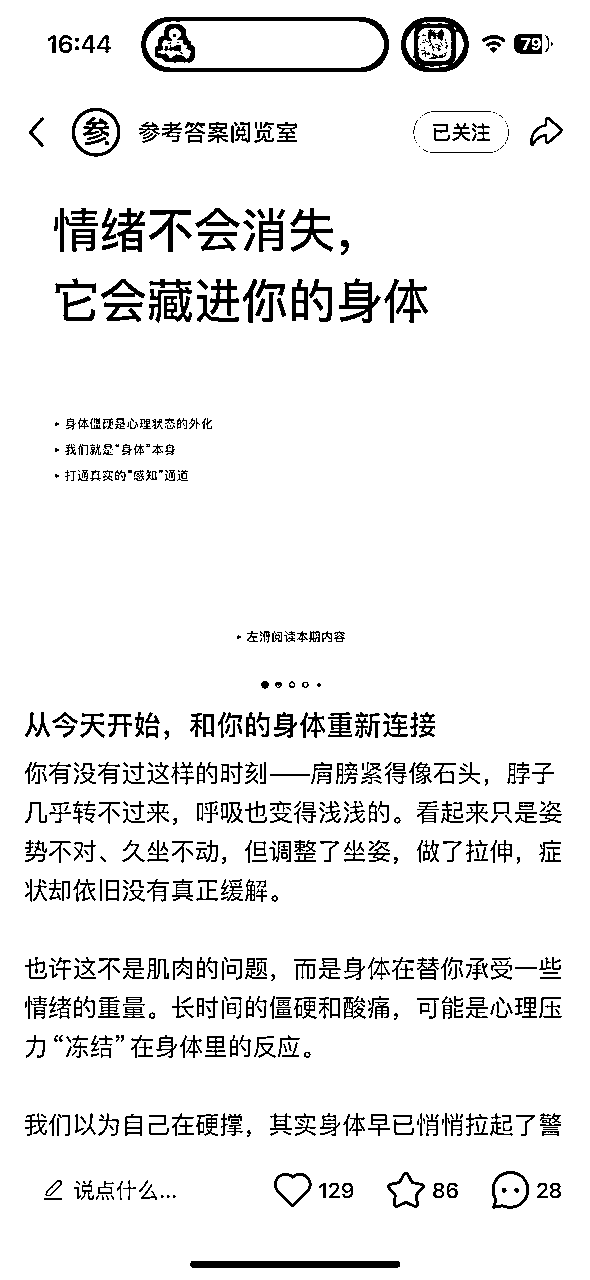 16:44
79
参
参考答案阅览室
已关注
情绪不会消失，
它会藏进你的身体
身体僵硬是心理状态的外化
我们就是“身体”本身
打通真实的“感知”通道
左滑阅读本期内容
从今天开始，和你的身体重新连接
你有没有过这样的时刻——肩膀紧得像石头，脖子
几乎转不过来，呼吸也变得浅浅的。看起来只是姿
势不对、久坐不动，但调整了坐姿，做了拉伸，症
状却依旧没有真正缓解。
也许这不是肌肉的问题，而是身体在替你承受一些
情绪的重量。长时间的僵硬和酸痛，可能是心理压
力“冻结”在身体里的反应。
我们以为自己在硬撑，其实身体早已悄悄拉起了警
说点什么...
129
86
28